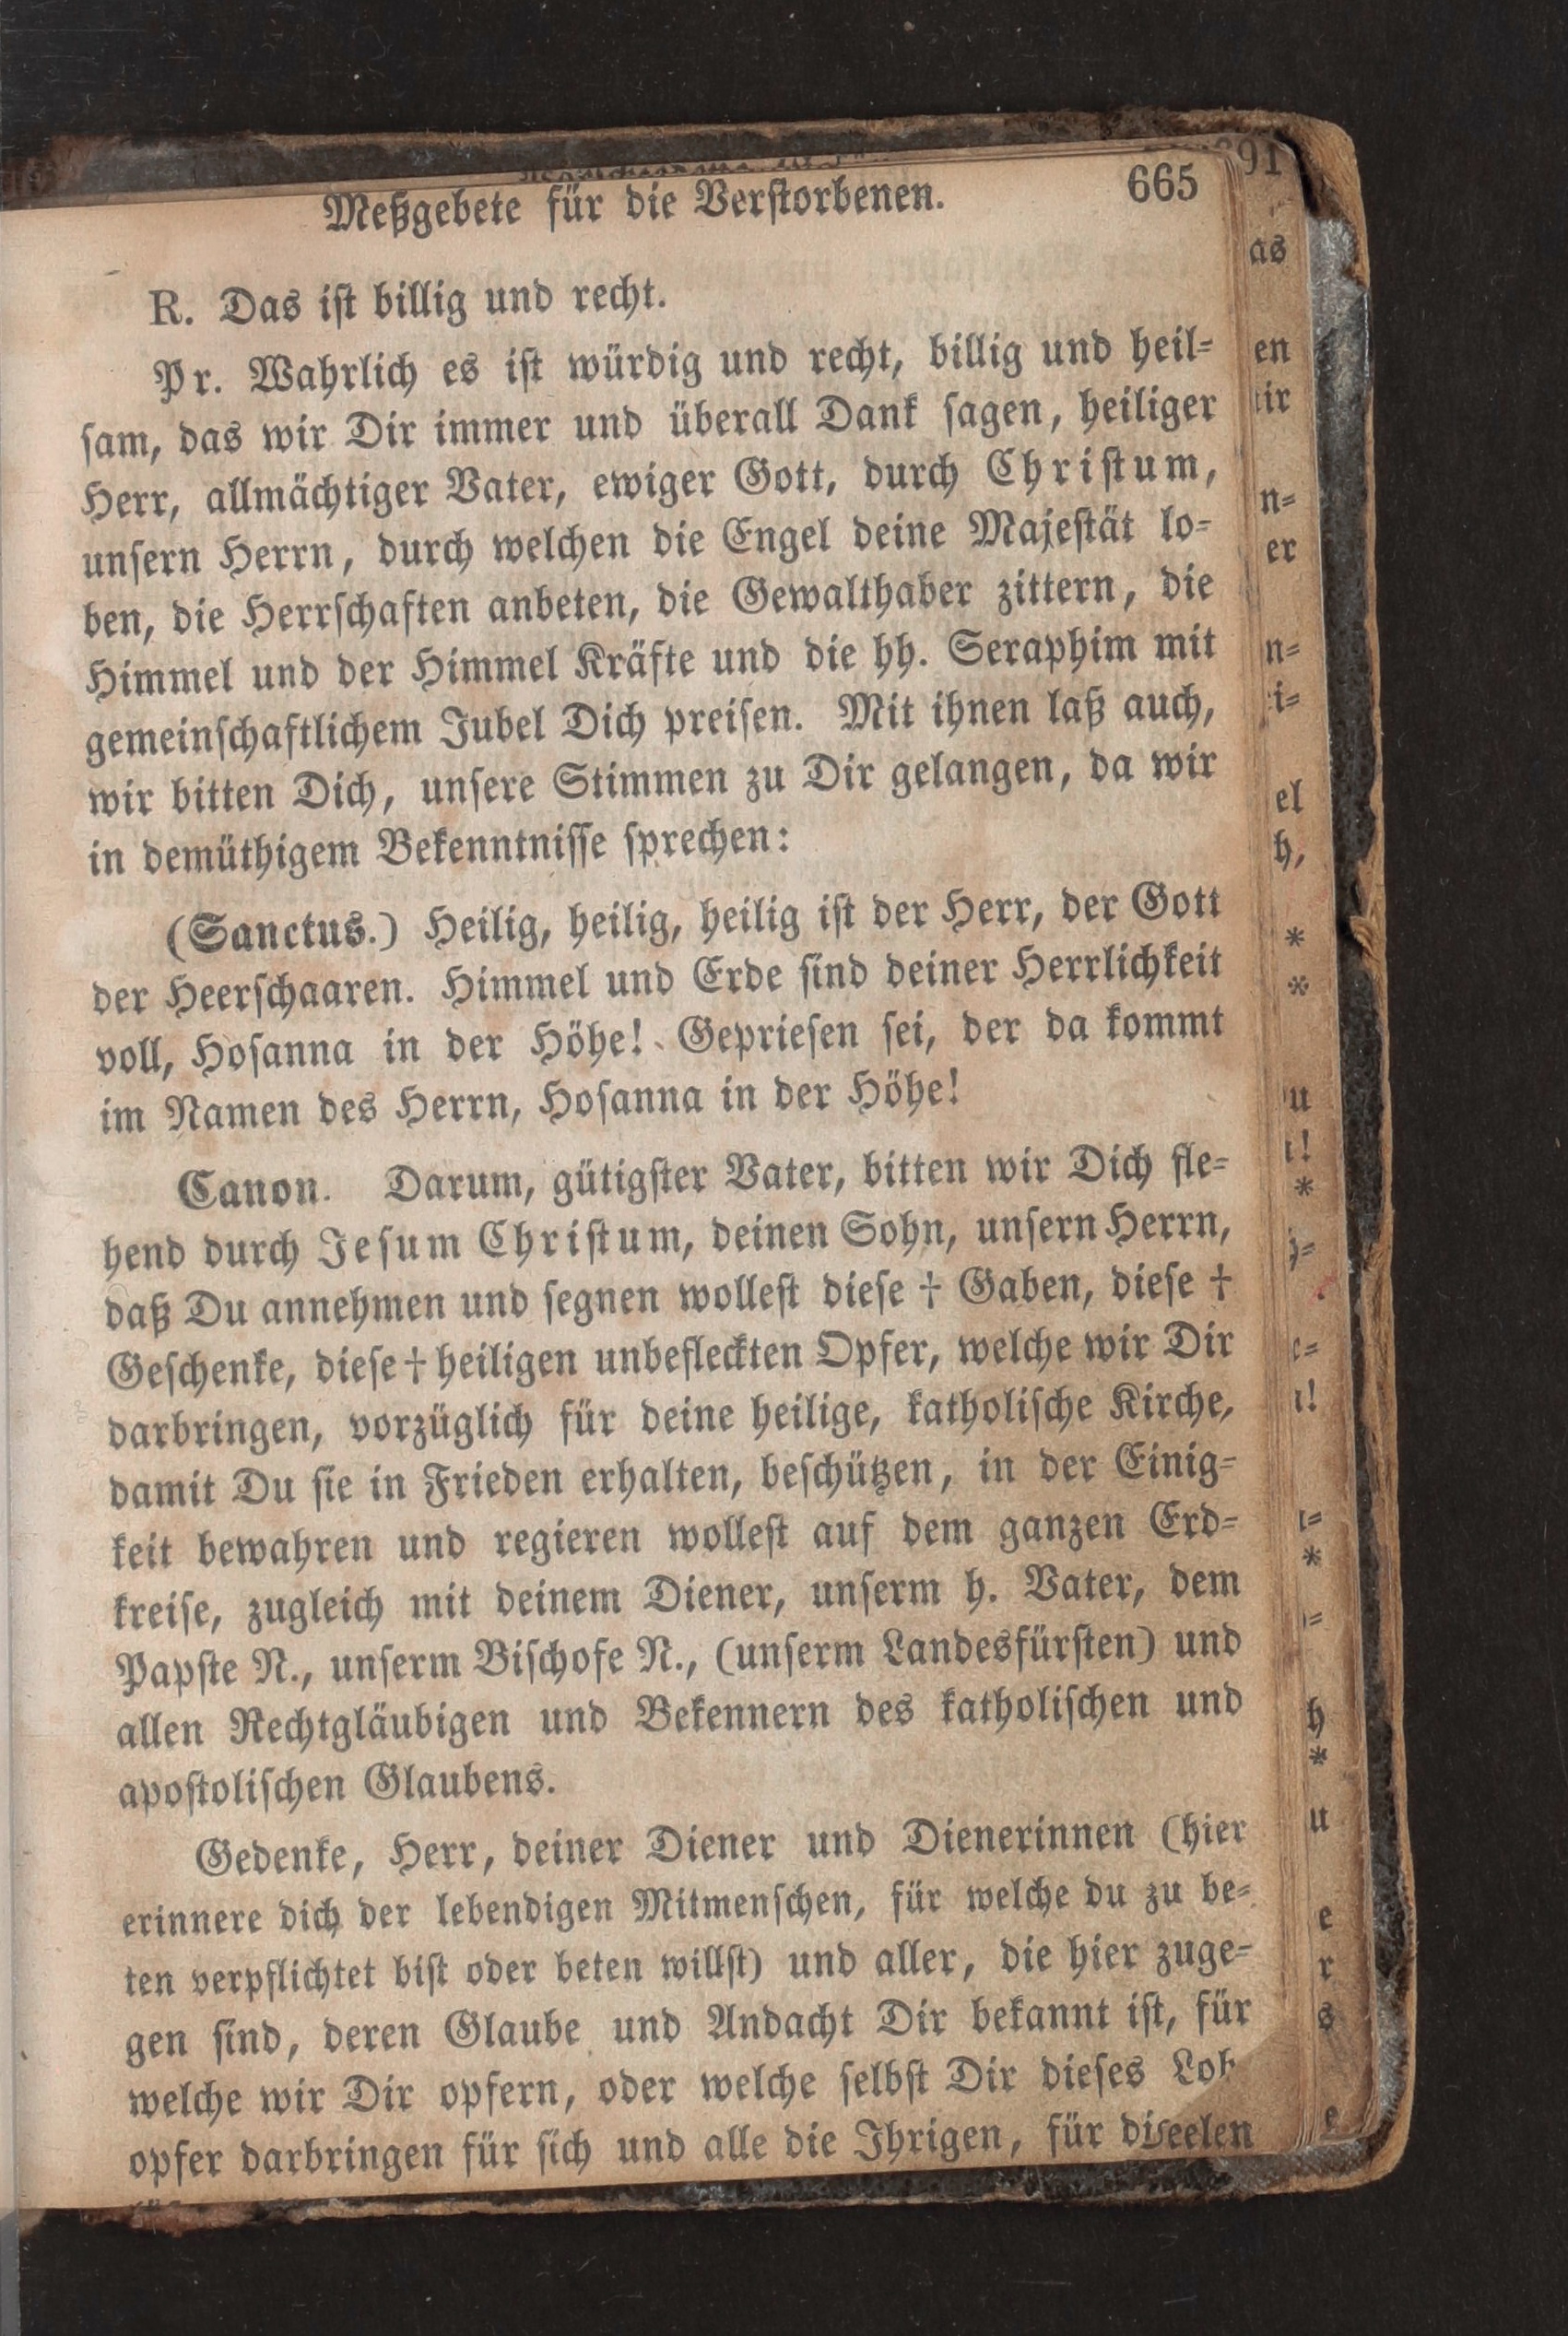 Meßgebete für die Verstorbenen. 665
R. Das ist billig und recht.
Pr. Wahrlich es ist würdig und recht, billig und heil-
sam, das wir Dir immer und überall Dank sagen, heiliger
Herr, allmächtiger Vater, ewiger Gott, durch Christum,
unsern Herrn, durch welchen die Engel deine Majestät lo-
ben, die Herrschaften anbeten, die Gewalthaber zittern, die
Himmel und der Himmel Kräfte und die hh. Seraphim mit
gemeinschaftlichem Jubel Dich preisen. Mit ihnen laß auch,
wir bitten Dich, unsere Stimmen zu Dir gelangen, da wir
in demüthigem Bekenntnisse sprechen:
(Sanctus.) Heilig, heilig, heilig ist der Herr, der Gott
der Heerschaaren. Himmel und Erde sind deiner Herrlichkeit
voll, Hosanna in der Höhe! Gepriesen sei, der da kommt
im Namen des Herrn, Hosanna in der Höhe!
Canon. Darum, gütigster Vater, bitten wir Dich fle-
hend durch Jesum Christum, deinen Sohn, unsern Herrn,
daß Du annehmen und segnen wollest diese † Gaben, diese †
Geschenke, diese † heiligen unbefleckten Opfer, welche wir Dir
darbringen, vorzüglich für deine heilige, katholische Kirche,
damit Du sie in Frieden erhalten, beschützen, in der Einig-
keit bewahren und regieren wollest auf dem ganzen Erd-
kreise, zugleich mit deinem Diener, unserm h. Vater, dem
Papste N., unserm Bischofe N., (unserm Landesfürsten) und
allen Rechtgläubigen und Bekennern des katholischen und
apostolischen Glaubens.
Gedenke, Herr, deiner Diener und Dienerinnen (hier
erinnere dich der lebendigen Mitmenschen, für welche du zu be-
ten verpflichtet bist oder beten willst) und aller, die hier zuge-
gen sind, deren Glaube und Andacht Dir bekannt ist, für
welche wir Dir opfern, oder welche selbst Dir dieses Lob
opfer darbringen für sich und alle die Ihrigen, für